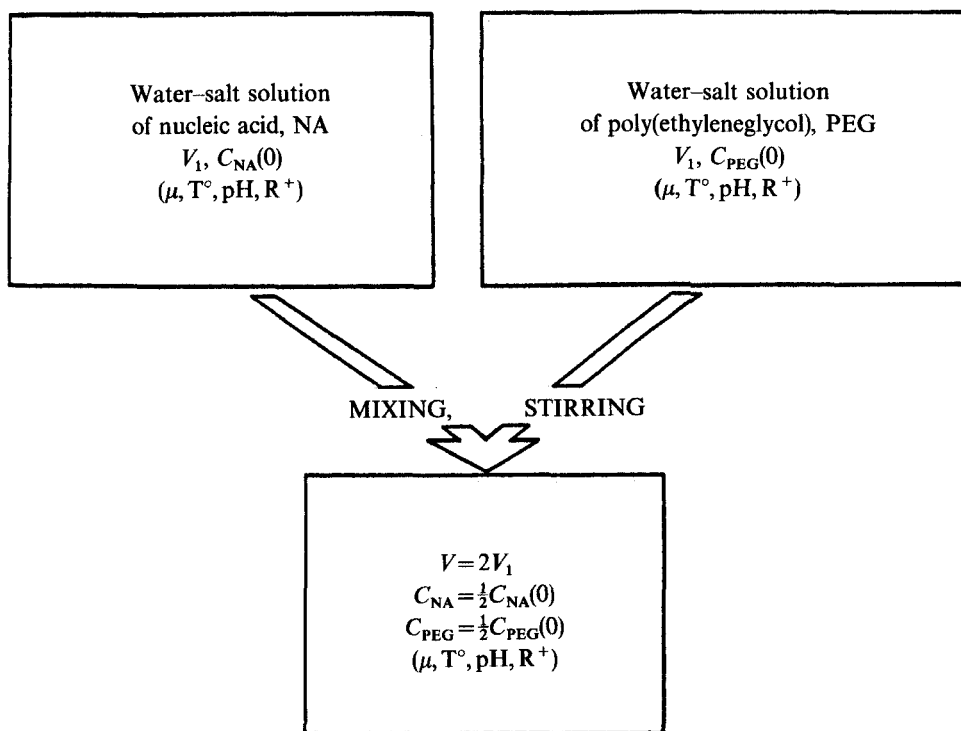 Water–salt solution
of nucleic acid, NA
V₁, C_NA(0)
(μ, T°, pH, R⁺)
Water–salt solution
of poly(ethyleneglycol), PEG
V₁, C_PEG(0)
(μ, T°, pH, R⁺)
MIXING, STIRRING
V=2V₁
C_NA=½C_NA(0)
C_PEG=½C_PEG(0)
(μ, T°, pH, R⁺)